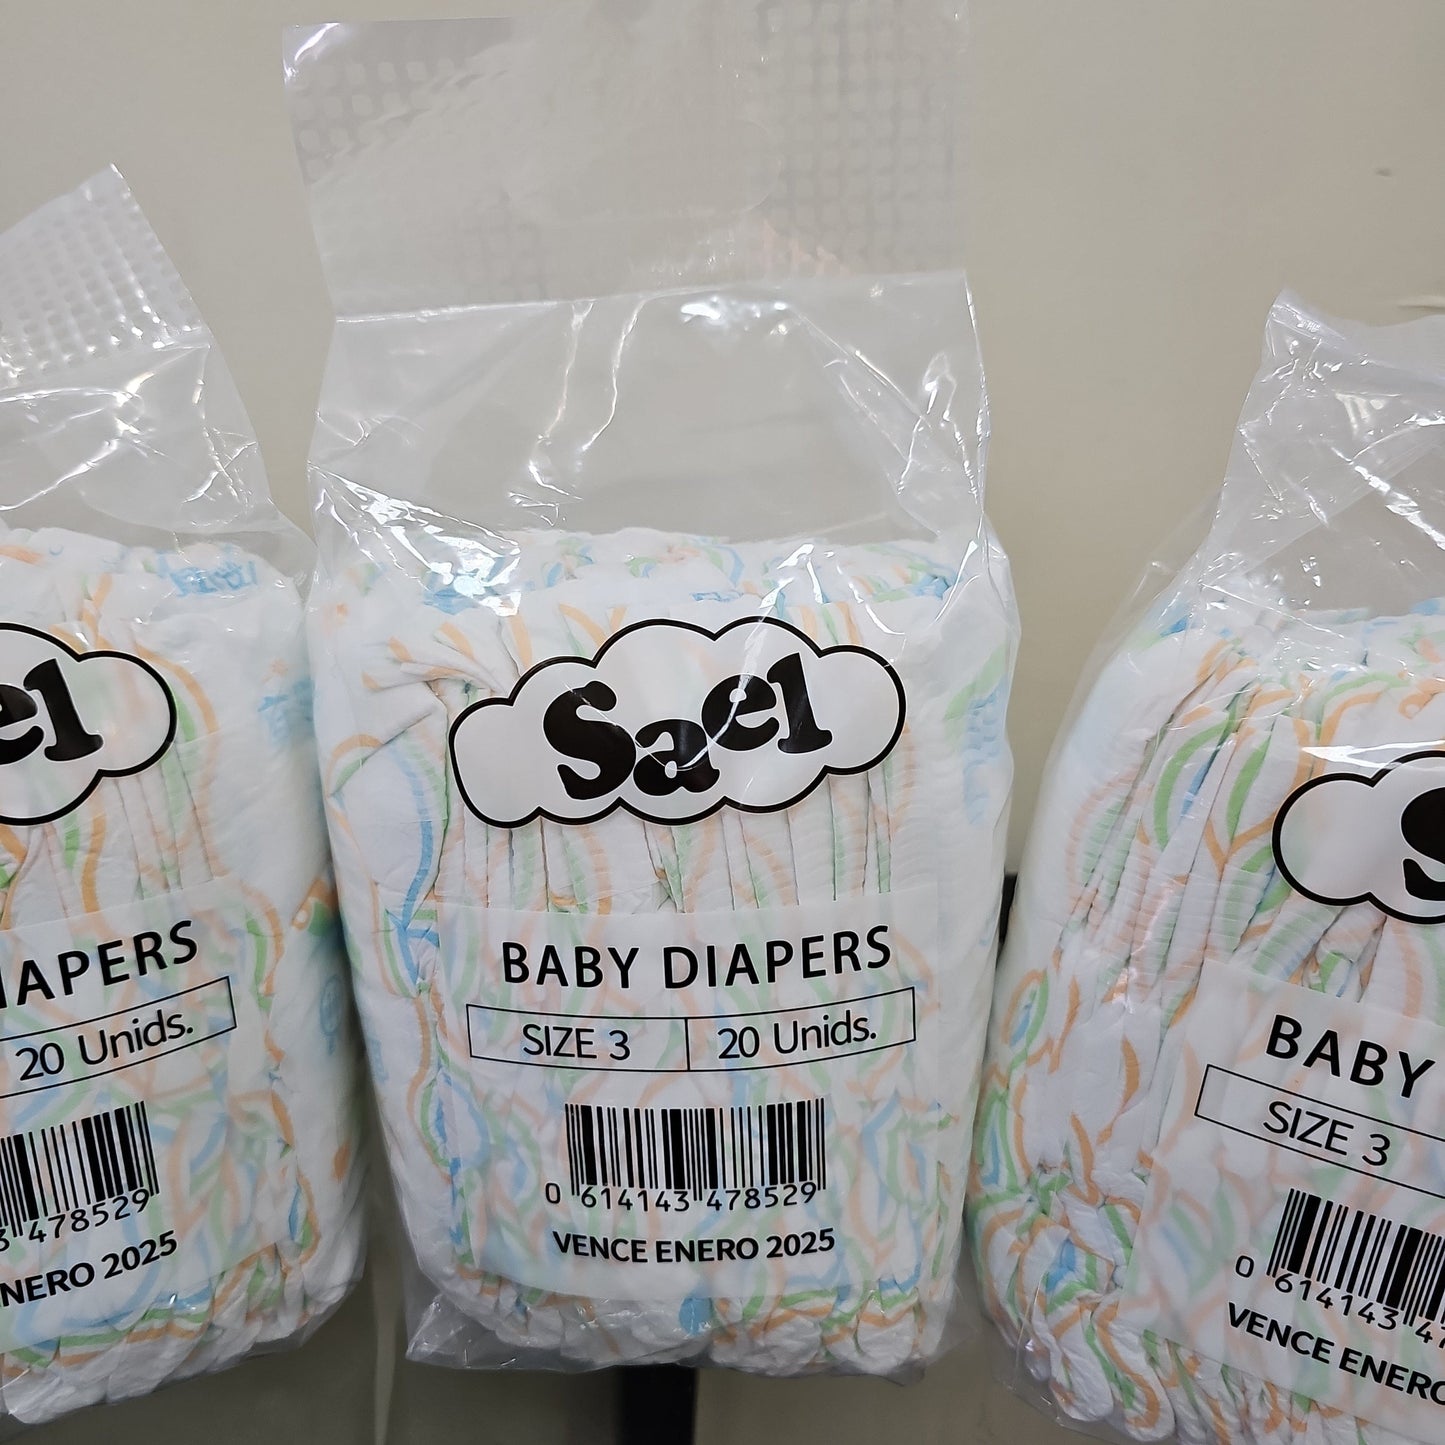 el
IAPERS
20 Unids.
3 478529
ENERO 2025
Sael
BABY DIAPERS
SIZE 3
20 Unids.
0 614143 478529
VENCE ENERO 2025
S
BABY
SIZE 3
0 614143 47
VENCE ENERO